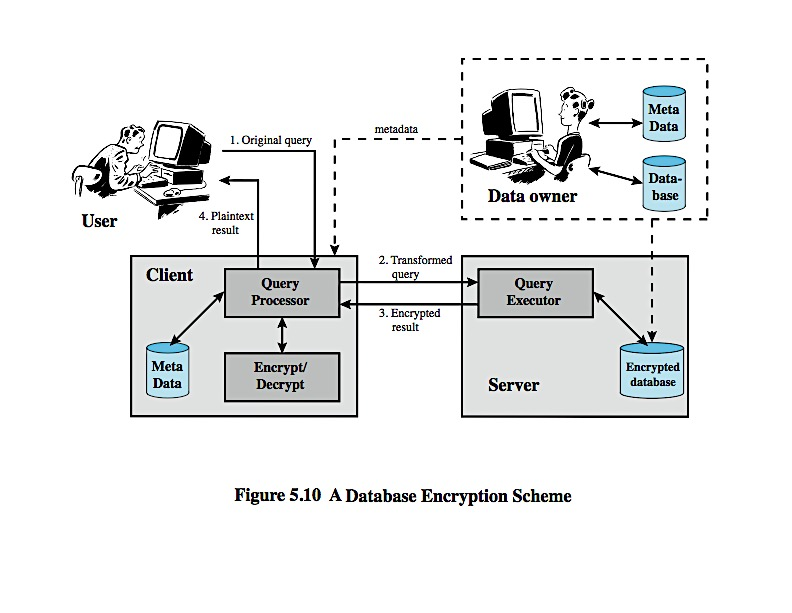 metadata
Meta
Data
Data-
base
Data owner
1. Original query
User
4. Plaintext
result
Client
Query
Processor
2. Transformed
query
3. Encrypted
result
Query
Executor
Meta
Data
Encrypt/
Decrypt
Server
Encrypted
database
Figure 5.10 A Database Encryption Scheme